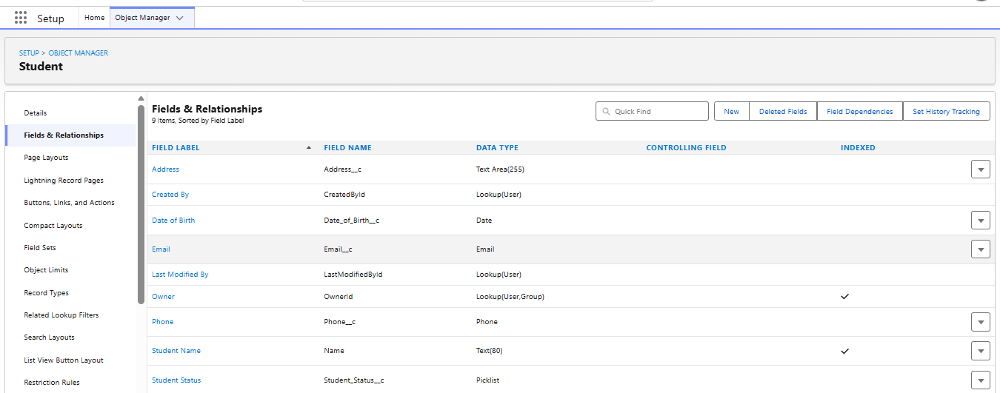 Setup Home Object Manager
SETUP > OBJECT MANAGER
Student
Details
Fields & Relationships
Page Layouts
Lightning Record Pages
Buttons, Links, and Actions
Compact Layouts
Field Sets
Object Limits
Record Types
Related Lookup Filters
Search Layouts
List View Button Layout
Restriction Rules
Fields & Relationships
9 Items, Sorted by Field Label
Quick Find New Deleted Fields Field Dependencies Set History Tracking
FIELD LABEL FIELD NAME DATA TYPE CONTROLLING FIELD INDEXED
Address Address__c Text Area(255)
Created By CreatedById Lookup(User)
Date of Birth Date_of_Birth__c Date
Email Email__c Email
Last Modified By LastModifiedById Lookup(User)
Owner OwnerId Lookup(User,Group)
Phone Phone__c Phone
Student Name Name Text(80)
Student Status Student_Status__c Picklist